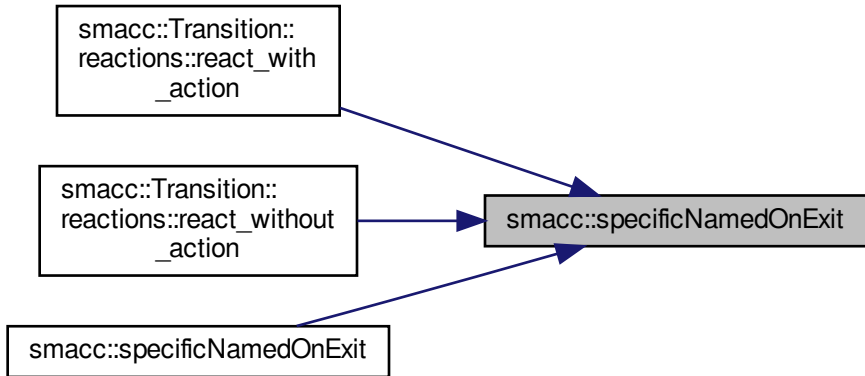 smacc::Transition::
reactions::react_with
_action
smacc::Transition::
reactions::react_without
_action
smacc::specificNamedOnExit
smacc::specificNamedOnExit